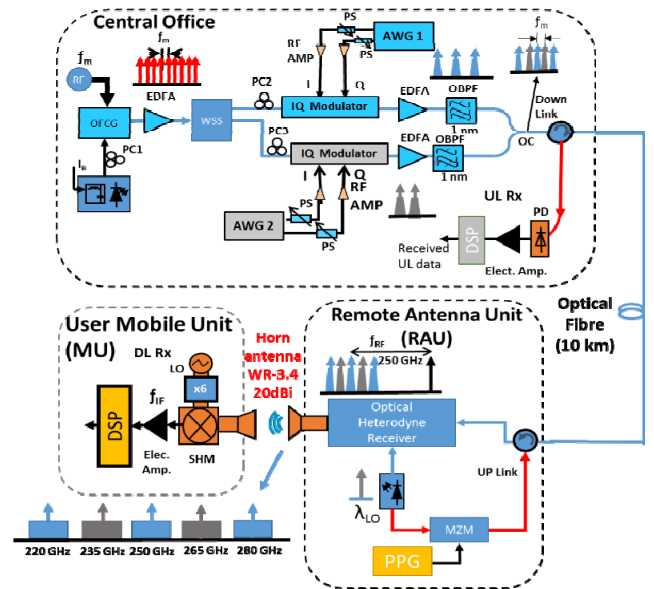 Central Office
PS
AWG 1
RF
AMP
PS
fm
fm
RF
EDFA
PC2
I
Q
fm
IQ Modulator
EDFA
OBPF
1 nm
Down
Link
OFCG
WSS
PC3
IQ Modulator
EDFA
OBPF
1 nm
OC
PC1
I
Q
RF
AMP
PS
PS
AWG 2
UL Rx
PD
DSP
Received
UL data
Elect. Amp.
Optical
Fibre
(10 km)
User Mobile Unit
(MU)
DL Rx
LO
x6
fIF
DSP
Elec.
Amp.
SHM
Horn
antenna
WR-3.4
20dBi
Remote Antenna Unit
(RAU)
fRF
250 GHz
Optical
Heterodyne
Receiver
UP Link
λLO
MZM
PPG
220 GHz
235 GHz
250 GHz
265 GHz
280 GHz